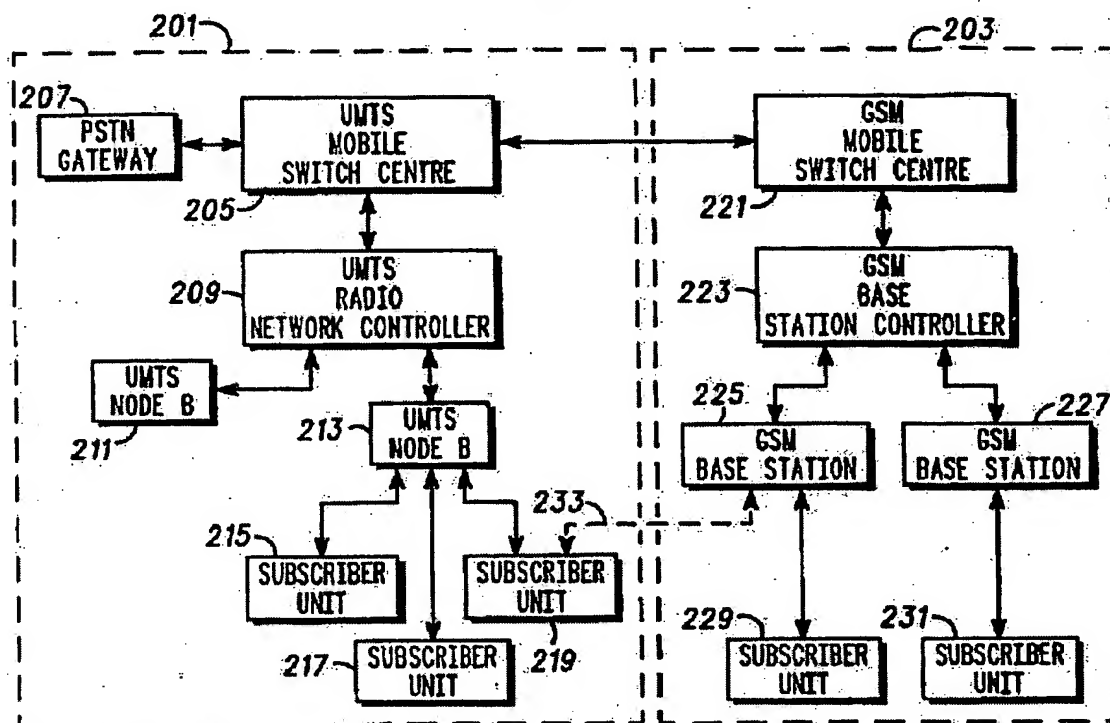 201
203
207
PSTN
GATEWAY
UMTS
MOBILE
SWITCH CENTRE
205
GSM
MOBILE
SWITCH CENTRE
221
209
UMTS
RADIO
NETWORK CONTROLLER
223
GSM
BASE
STATION CONTROLLER
UMTS
NODE B
211
213
UMTS
NODE B
225
GSM
BASE STATION
227
GSM
BASE STATION
233
215
SUBSCRIBER
UNIT
217
SUBSCRIBER
UNIT
SUBSCRIBER
UNIT
219
229
SUBSCRIBER
UNIT
231
SUBSCRIBER
UNIT